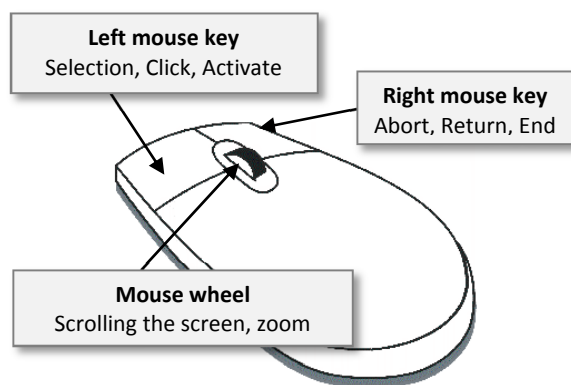 Left mouse key
Selection, Click, Activate
Right mouse key
Abort, Return, End
Mouse wheel
Scrolling the screen, zoom